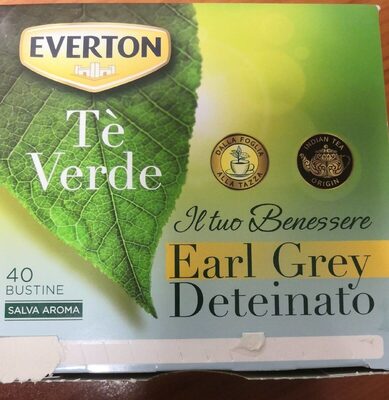 EVERTON
Tè
Verde
DALLA FOGLIA
ALLA TAZZA
INDIAN TEA
ORIGIN
Il tuo Benessere
Earl Grey
Deteinato
40
BUSTINE
SALVA AROMA